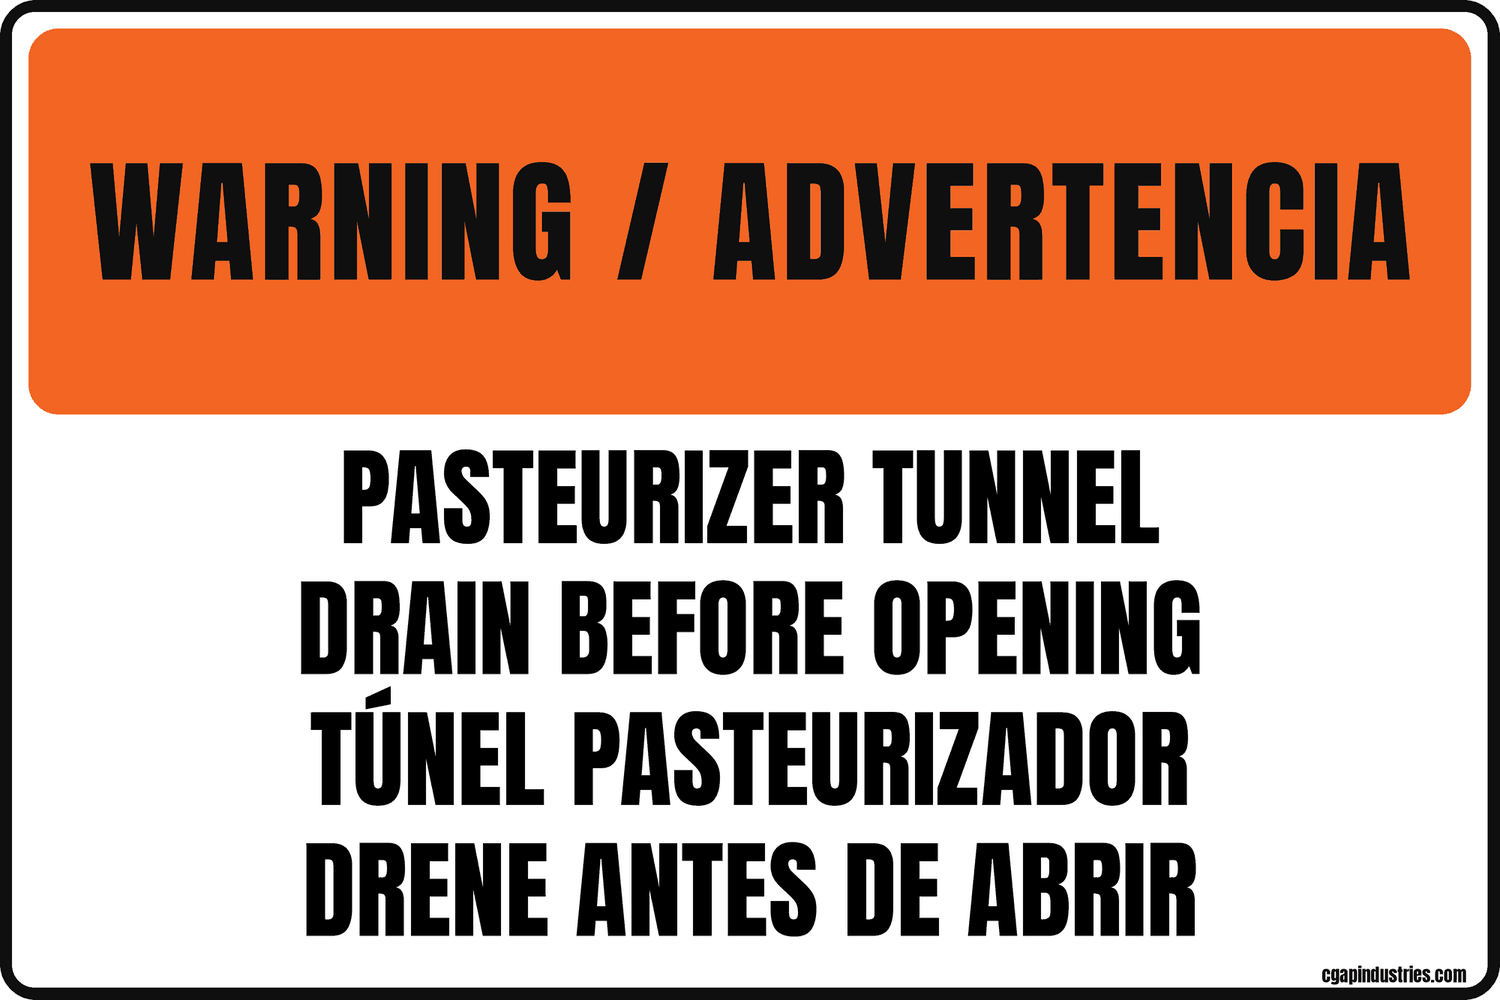 WARNING / ADVERTENCIA
PASTEURIZER TUNNEL
DRAIN BEFORE OPENING
TÚNEL PASTEURIZADOR
DRENE ANTES DE ABRIR
cgapindustries.com